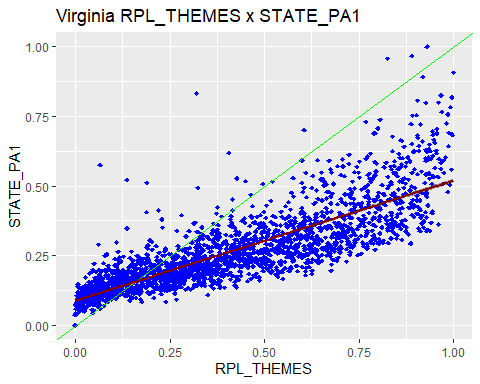 Virginia RPL_THEMES x STATE_PA1
1.00
0.75
0.50
0.25
0.00
STATE_PA1
0.00 0.25 0.50 0.75 1.00
RPL_THEMES